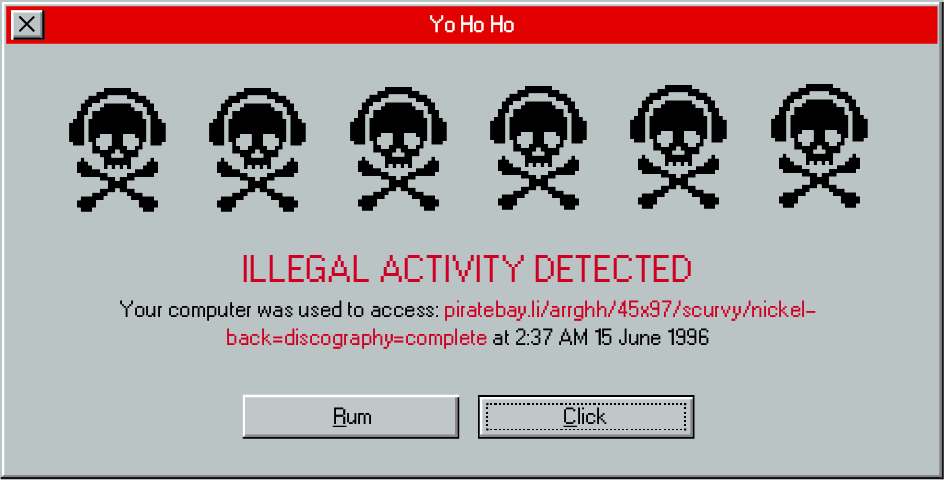 Yo Ho Ho
ILLEGAL ACTIVITY DETECTED
Your computer was used to access: piratebay.li/arrghh/45x97/scurvy/nickel-
back=discography=complete at 2:37 AM 15 June 1996
Rum
Click